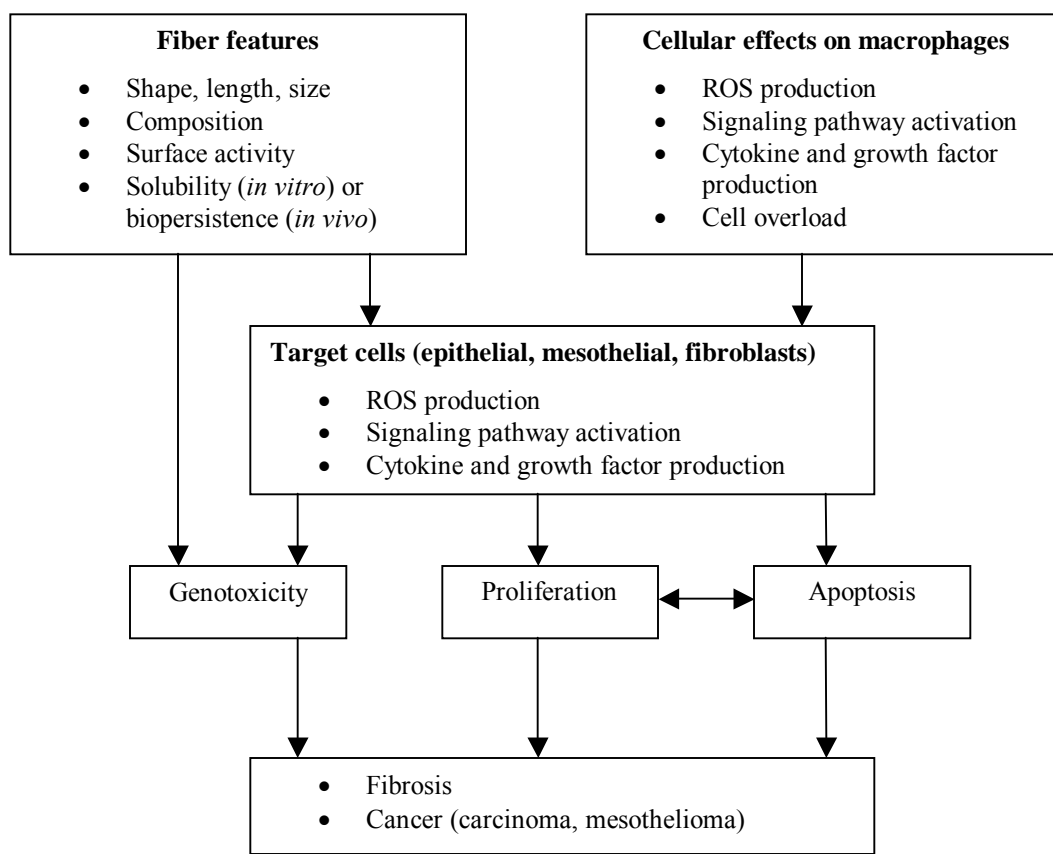 Fiber features
• Shape, length, size
• Composition
• Surface activity
• Solubility (in vitro) or
biopersistence (in vivo)
Cellular effects on macrophages
• ROS production
• Signaling pathway activation
• Cytokine and growth factor
production
• Cell overload
Target cells (epithelial, mesothelial, fibroblasts)
• ROS production
• Signaling pathway activation
• Cytokine and growth factor production
Genotoxicity
Proliferation
Apoptosis
• Fibrosis
• Cancer (carcinoma, mesothelioma)